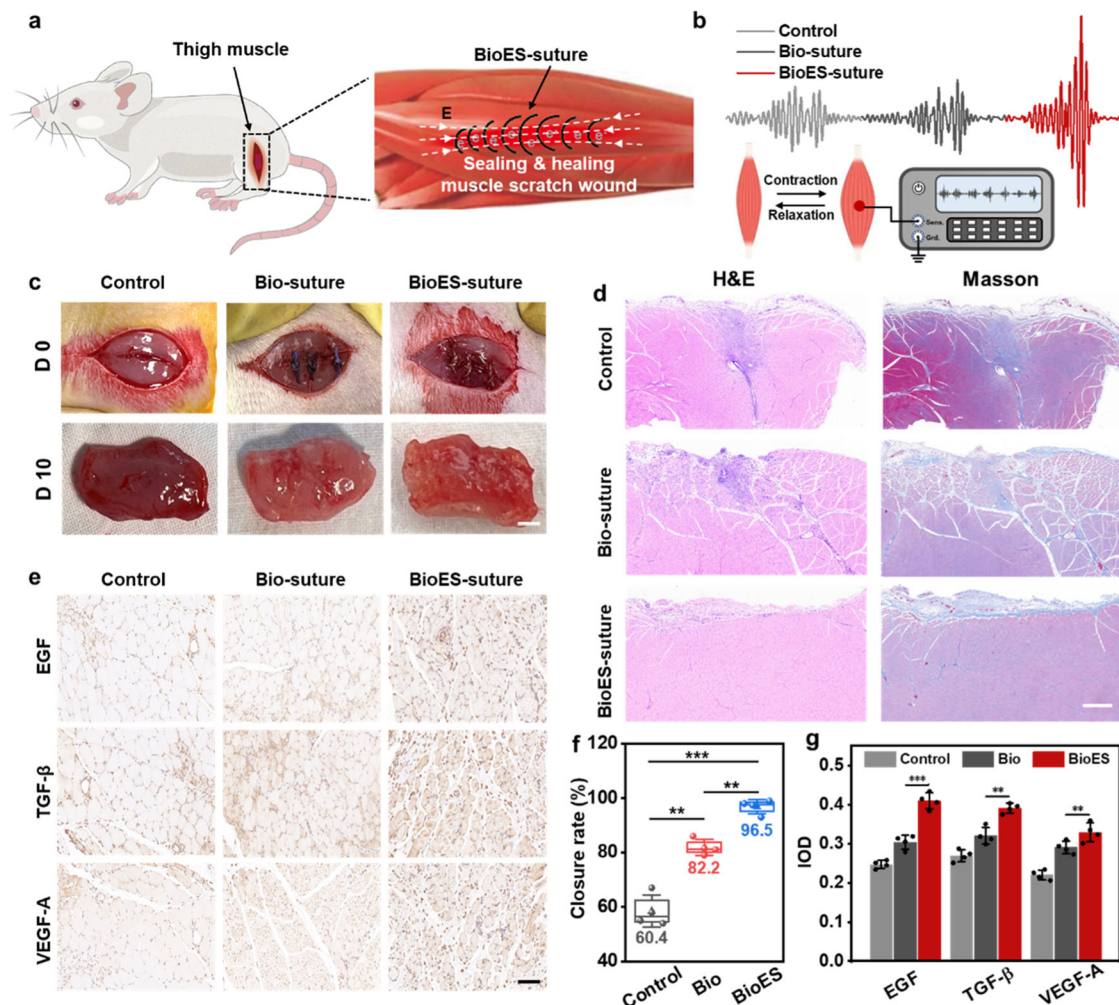 a
Thigh muscle
BioES-suture
E
Sealing & healing
muscle scratch wound
b
Control
Bio-suture
BioES-suture
Contraction
Relaxation
Sens.
Grd.
c
Control
Bio-suture
BioES-suture
D 0
D 10
d
H&E
Masson
Control
Bio-suture
BioES-suture
e
Control
Bio-suture
BioES-suture
EGF
TGF-β
VEGF-A
f
120
100
80
60
40
Closure rate (%)
***
**
**
60.4
82.2
96.5
Control
Bio
BioES
g
Control
Bio
BioES
0.5
0.4
0.3
0.2
0.1
0.0
IOD
***
**
**
EGF
TGF-β
VEGF-A